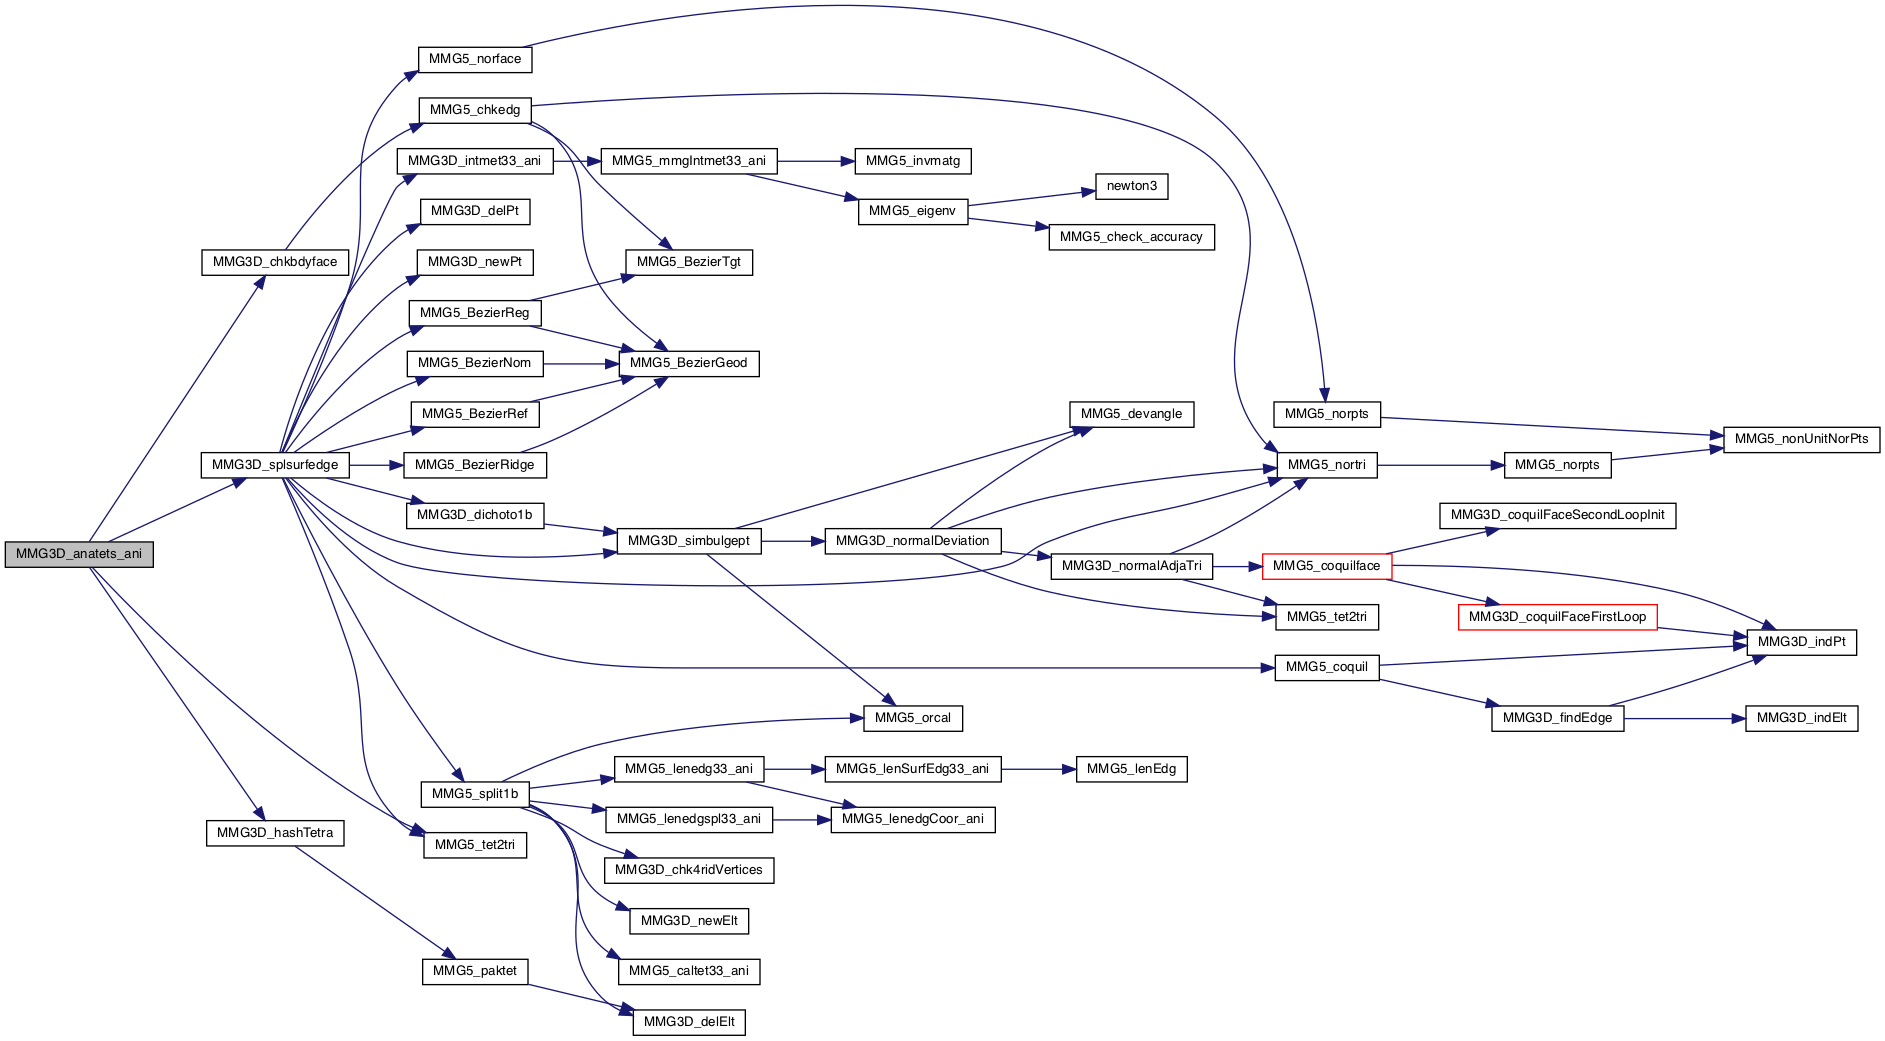 MMG5_norface
MMG5_chkedg
MMG3D_intmet33_ani
MMG5_mmgIntmet33_ani
MMG5_invmatg
newton3
MMG3D_delPt
MMG5_eigenv
MMG5_check_accuracy
MMG3D_chkbdyface
MMG3D_newPt
MMG5_BezierTgt
MMG5_BezierReg
MMG5_BezierNom
MMG5_BezierGeod
MMG5_BezierRef
MMG5_devangle
MMG5_norpts
MMG5_nonUnitNorPts
MMG3D_splsurfedge
MMG5_BezierRidge
MMG5_nortri
MMG5_norpts
MMG3D_dichoto1b
MMG3D_coquilFaceSecondLoopInit
MMG3D_anatets_ani
MMG3D_simbulgept
MMG3D_normalDeviation
MMG3D_normalAdjaTri
MMG5_coquilface
MMG5_tet2tri
MMG3D_coquilFaceFirstLoop
MMG3D_indPt
MMG5_coquil
MMG5_orcal
MMG3D_findEdge
MMG3D_indElt
MMG5_lenedg33_ani
MMG5_lenSurfEdg33_ani
MMG5_lenEdg
MMG5_split1b
MMG5_lenedgspl33_ani
MMG5_lenedgCoor_ani
MMG3D_hashTetra
MMG5_tet2tri
MMG3D_chk4ridVertices
MMG3D_newElt
MMG5_paktet
MMG5_caltet33_ani
MMG3D_delElt